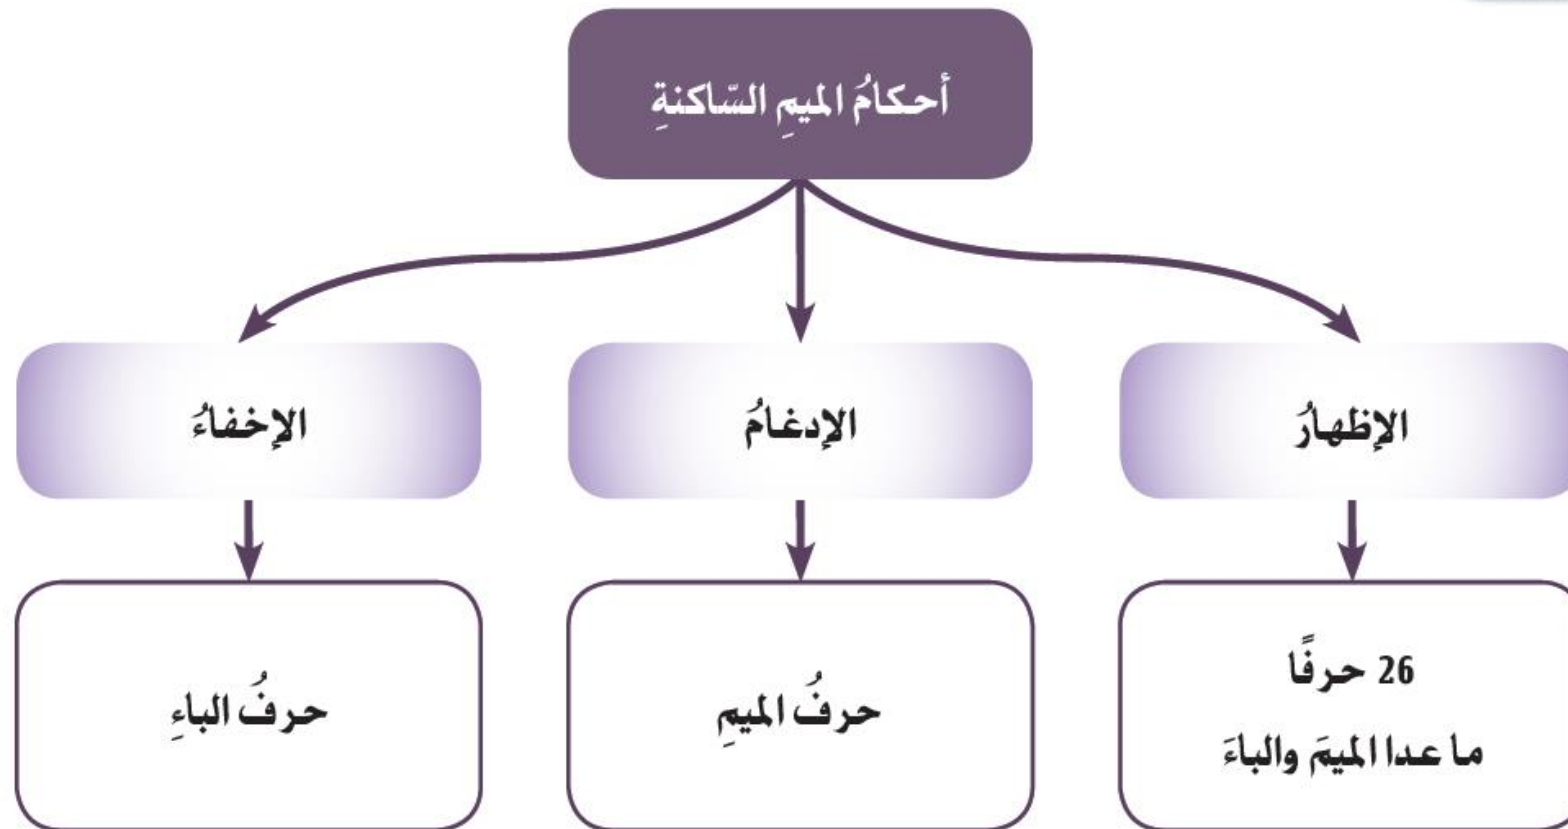 أحكامُ الميمِ السّاكنةِ
الإظهارُ
الإدغامُ
الإخفاءُ
26 حرفًا
ما عدا الميمَ والباءَ
حرفُ الميمِ
حرفُ الباءِ